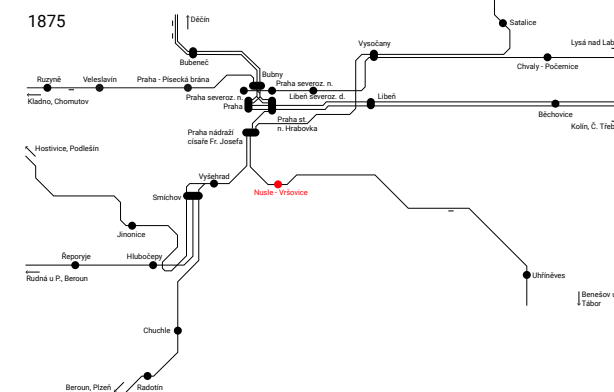 1875
Děčín
Satalice
Vysočany
Lysá nad Lab
Bubeneč
Chvaly - Počernice
Bubny
Ruzyně
Veleslavín
Praha - Písecká brána
Praha severoz. n.
Kladno, Chomutov
Praha severoz. n.
Libeň severoz. d.
Libeň
Praha
Běchovice
Praha st.
n. Hrabovka
Kolín, Č. Třeb
Praha nádraží
císaře Fr. Josefa
Hostivice, Podlešín
Vyšehrad
Nusle - Vršovice
Smíchov
Jinonice
Řeporyje
Hlubočepy
Rudná u P., Beroun
Uhříněves
Benešov u
Tábor
Chuchle
Beroun, Plzeň
Radotín